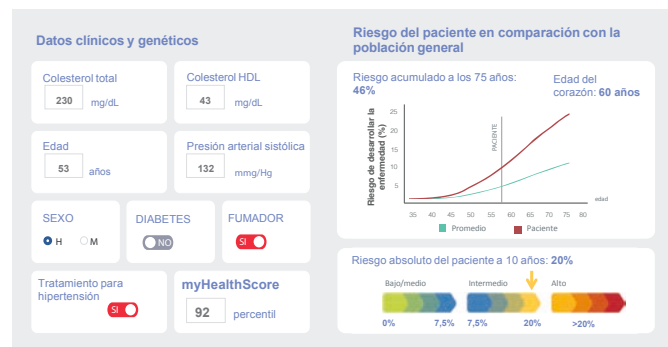 Datos clínicos y genéticos
Colesterol total
230 mg/dL
Colesterol HDL
43 mg/dL
Edad
53 años
Presión arterial sistólica
132 mmg/Hg
SEXO
H M
DIABETES
NO
FUMADOR
SI
Tratamiento para
hipertensión
SI
myHealthScore
92 percentil
Riesgo del paciente en comparación con la
población general
Riesgo acumulado a los 75 años:
46%
Edad del
corazón: 60 años
Riesgo de desarrollar la
enfermedad (%)
25
20
15
10
5
PACIENTE
edad
35 40 45 50 55 60 65 70 75 80
Promedio Paciente
Riesgo absoluto del paciente a 10 años: 20%
Bajo/medio Intermedio Alto
0% 7,5% 7,5% 20% >20%